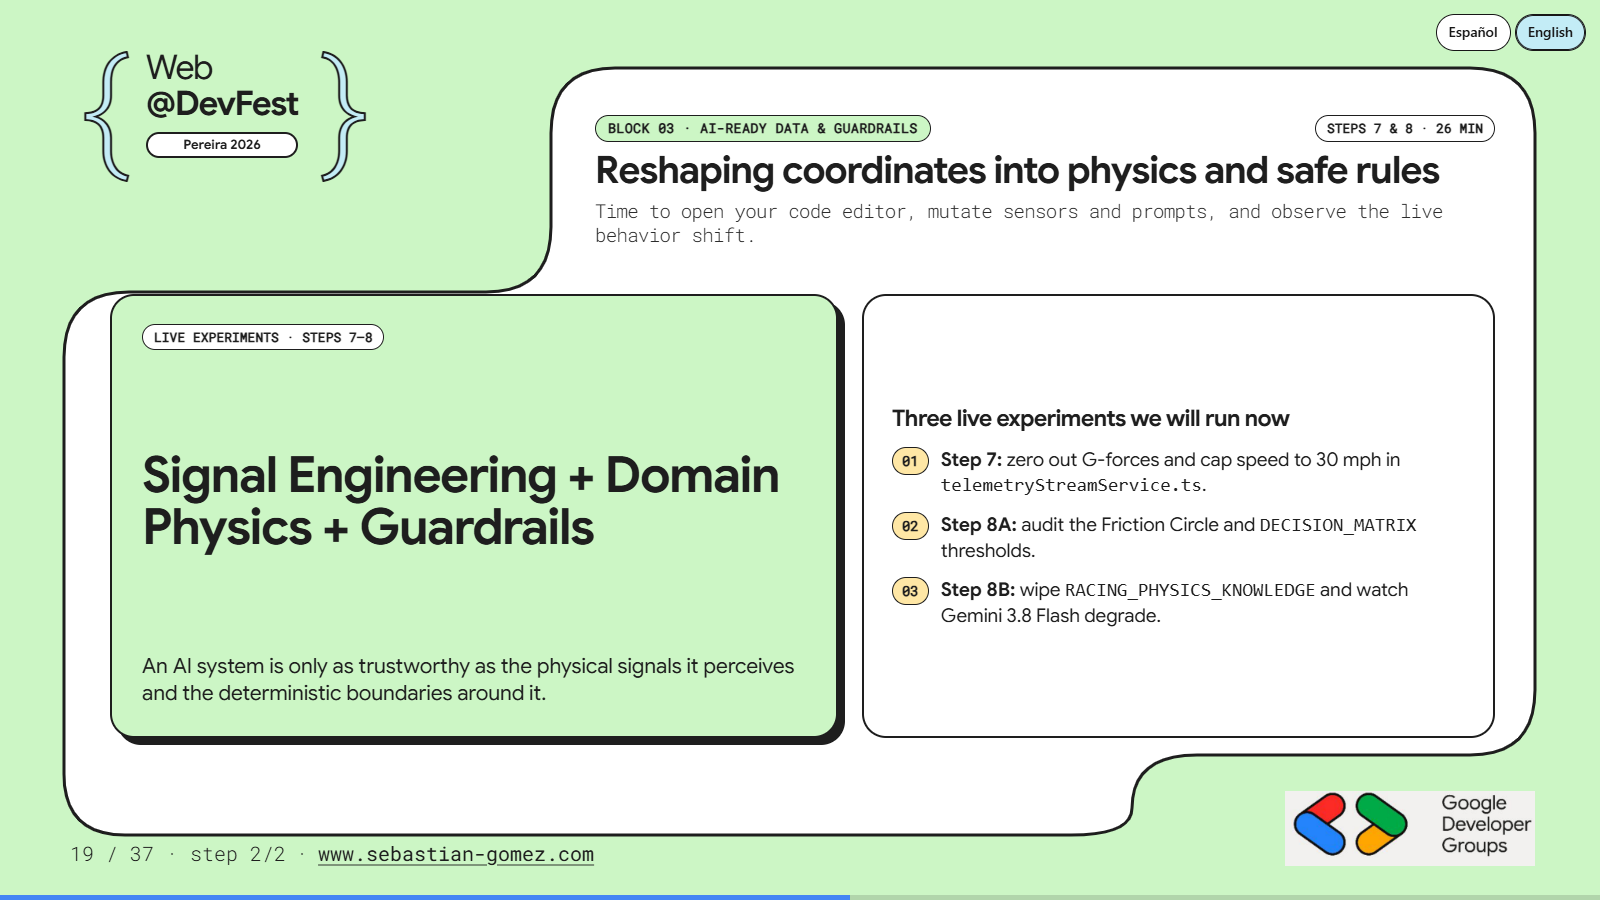 Español
English
Web
@DevFest
Pereira 2026
BLOCK 03 · AI-READY DATA & GUARDRAILS
STEPS 7 & 8 · 26 MIN
Reshaping coordinates into physics and safe rules
Time to open your code editor, mutate sensors and prompts, and observe the live
behavior shift.
LIVE EXPERIMENTS · STEPS 7–8
Signal Engineering + Domain
Physics + Guardrails
An AI system is only as trustworthy as the physical signals it perceives
and the deterministic boundaries around it.
Three live experiments we will run now
01 Step 7: zero out G-forces and cap speed to 30 mph in
telemetryStreamService.ts.
02 Step 8A: audit the Friction Circle and DECISION_MATRIX
thresholds.
03 Step 8B: wipe RACING_PHYSICS_KNOWLEDGE and watch
Gemini 3.8 Flash degrade.
19 / 37 · step 2/2 · www.sebastian-gomez.com
Google
Developer
Groups